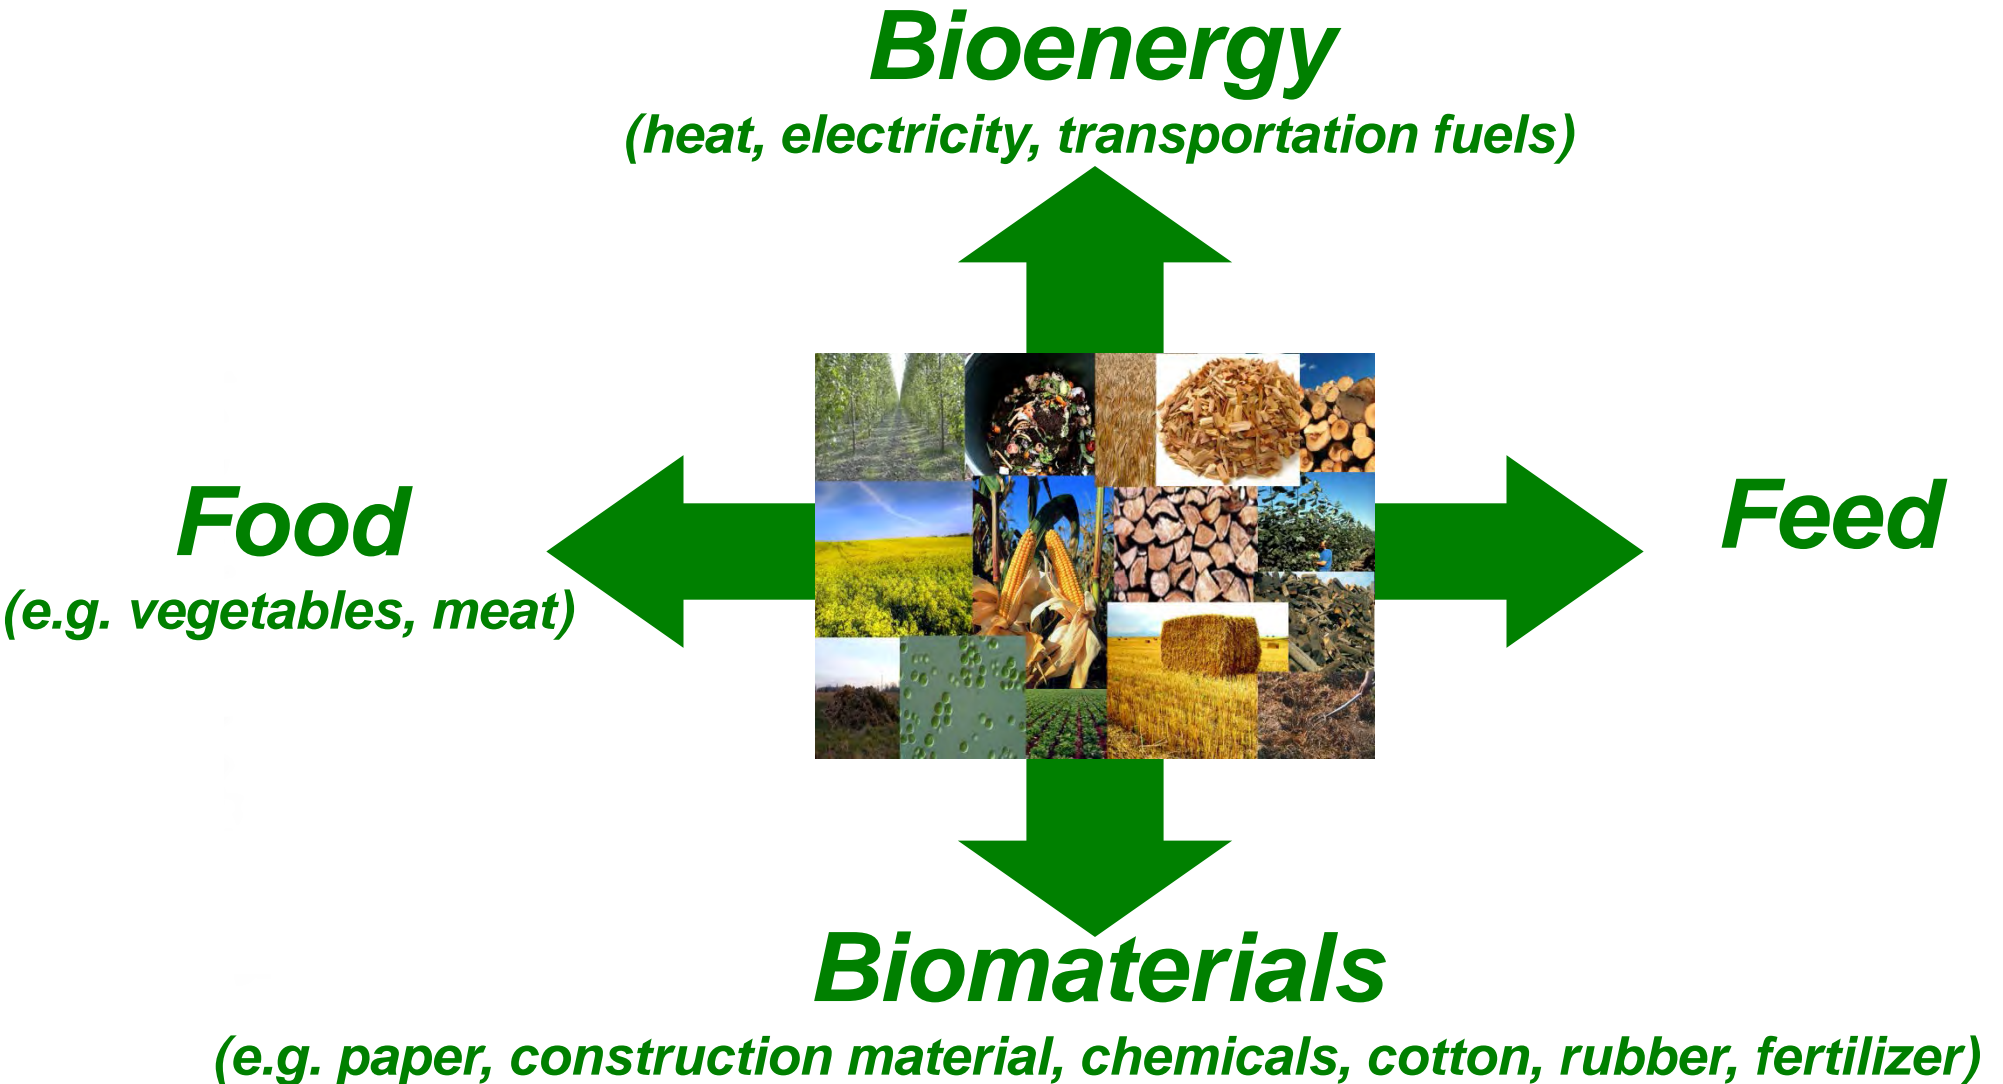 Bioenergy
(heat, electricity, transportation fuels)
Food
(e.g. vegetables, meat)
Feed
Biomaterials
(e.g. paper, construction material, chemicals, cotton, rubber, fertilizer)